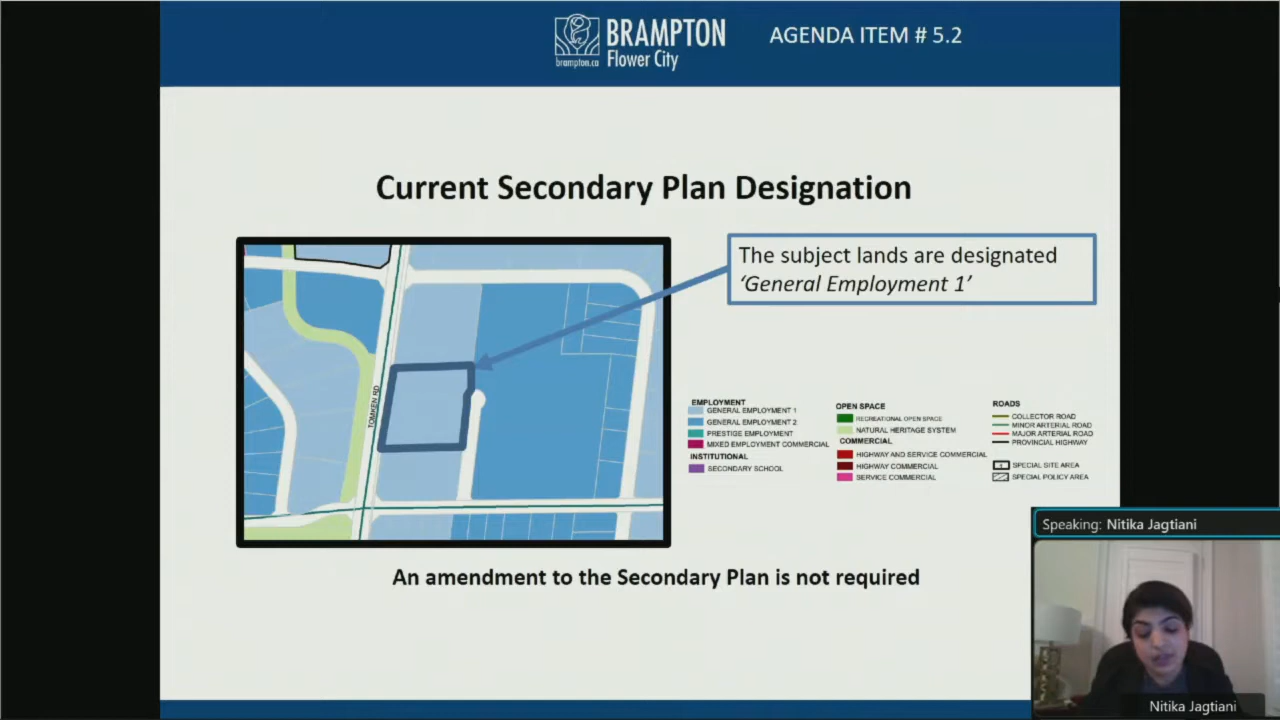 BRAMPTON
brampton.ca Flower City
AGENDA ITEM # 5.2
Current Secondary Plan Designation
The subject lands are designated
‘General Employment 1’
TOMKEN RD
EMPLOYMENT
GENERAL EMPLOYMENT 1
GENERAL EMPLOYMENT 2
PRESTIGE EMPLOYMENT
MIXED EMPLOYMENT COMMERCIAL
INSTITUTIONAL
SECONDARY SCHOOL
OPEN SPACE
RECREATIONAL OPEN SPACE
NATURAL HERITAGE SYSTEM
COMMERCIAL
HIGHWAY AND SERVICE COMMERCIAL
HIGHWAY COMMERCIAL
SERVICE COMMERCIAL
ROADS
COLLECTOR ROAD
MINOR ARTERIAL ROAD
MAJOR ARTERIAL ROAD
PROVINCIAL HIGHWAY
SPECIAL SITE AREA
SPECIAL POLICY AREA
An amendment to the Secondary Plan is not required
Speaking: Nitika Jagtiani
Nitika Jagtiani